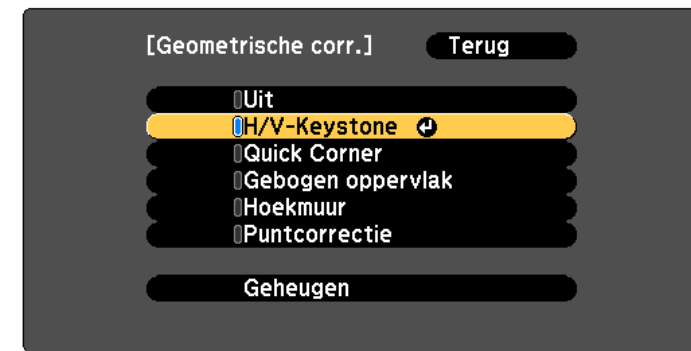 [Geometrische corr.] Terug
Uit
H/V-Keystone
Quick Corner
Gebogen oppervlak
Hoekmuur
Puntcorrectie
Geheugen